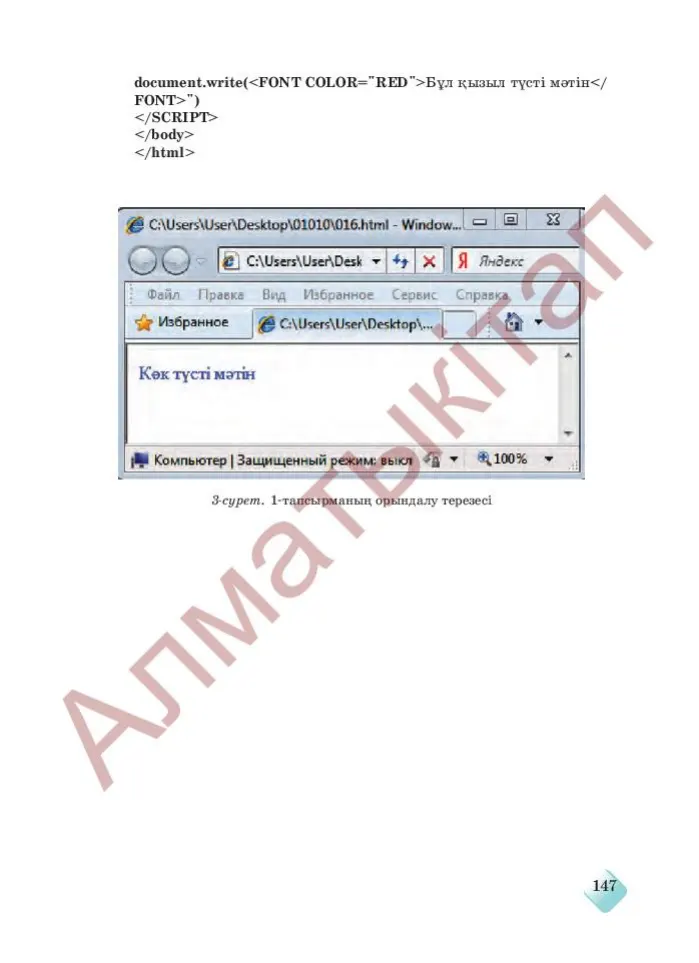 document.write(<FONT COLOR="RED">Бұл қызыл түсті мәтін</
FONT>")
</SCRIPT>
</body>
</html>
C:\Users\User\Desktop\01010\016.html - Window...
C:\Users\User\Desk
Яндекс
Файл Правка Вид Избранное Сервис Справка
Избранное
C:\Users\User\Desktop\...
Көк түсті мәтін
Компьютер | Защищенный режим: выкл
100%
3-сурет. 1-тапсырманың орындалу терезесі
Алматыкітап
147